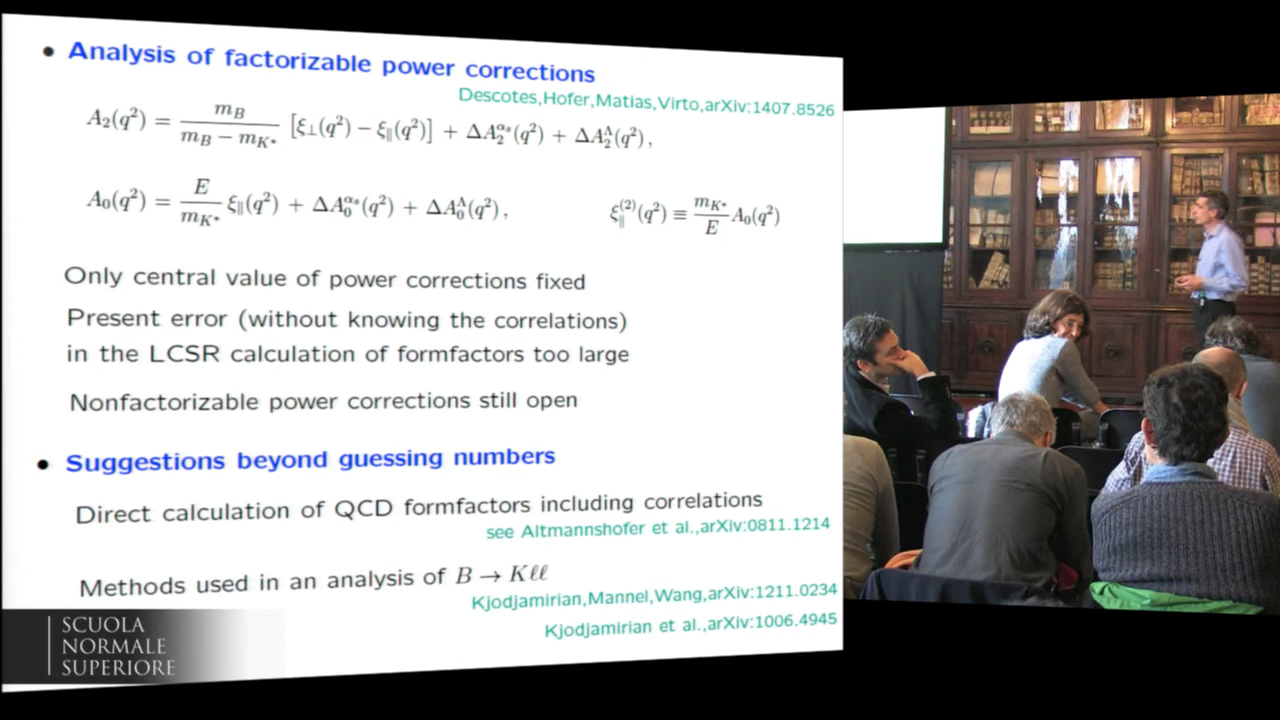 • Analysis of factorizable power corrections
Descotes,Hofer,Matias,Virto,arXiv:1407.8526
A₂(q²) = m_B / (m_B − m_K*) [ξ⊥(q²) − ξ∥(q²)] + ΔA₂^αs(q²) + ΔA₂^Λ(q²),
A₀(q²) = E / m_K* ξ∥(q²) + ΔA₀^αs(q²) + ΔA₀^Λ(q²), ξ∥^(2)(q²) ≡ m_K* / E A₀(q²)
Only central value of power corrections fixed
Present error (without knowing the correlations)
in the LCSR calculation of formfactors too large
Nonfactorizable power corrections still open
• Suggestions beyond guessing numbers
Direct calculation of QCD formfactors including correlations
see Altmannshofer et al.,arXiv:0811.1214
Methods used in an analysis of B → Kℓℓ
Kjodjamirian,Mannel,Wang,arXiv:1211.0234
Kjodjamirian et al.,arXiv:1006.4945
SCUOLA
NORMALE
SUPERIORE